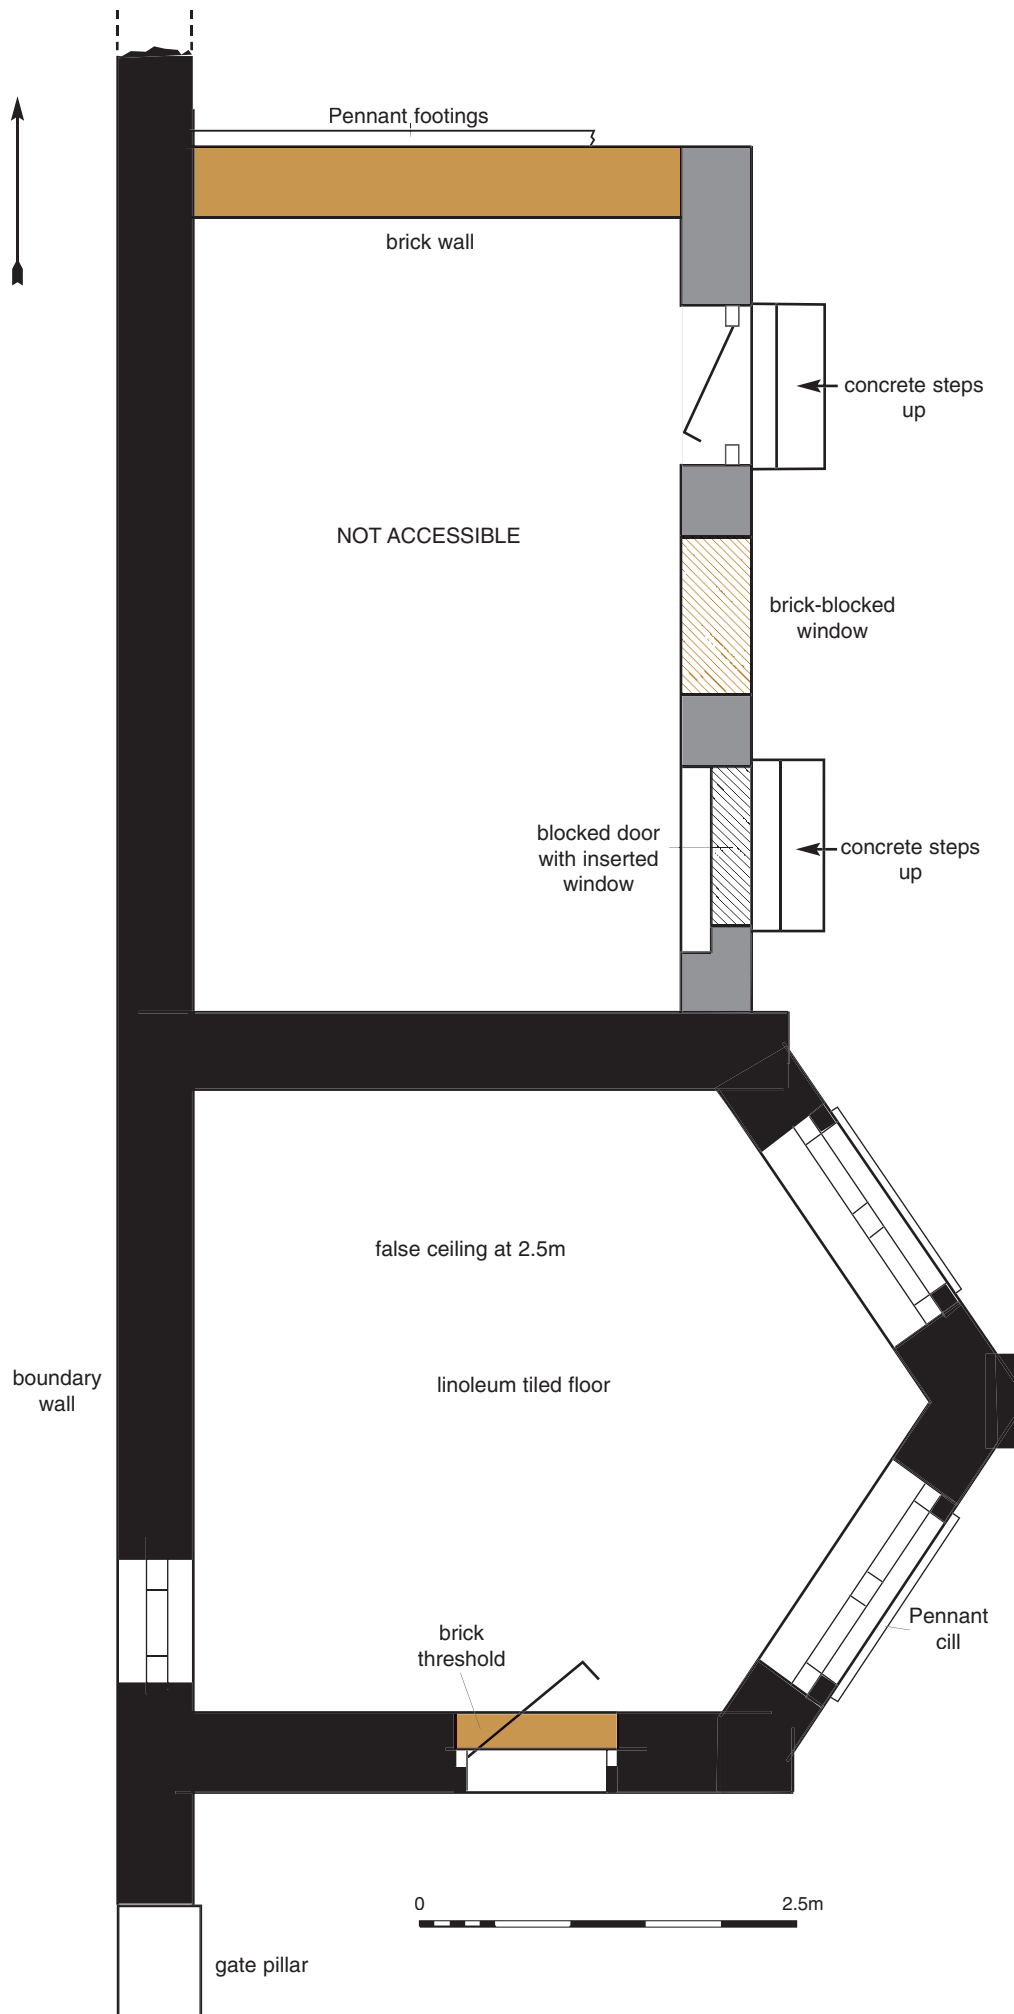 Pennant footings
brick wall
concrete steps
up
NOT ACCESSIBLE
brick-blocked
window
blocked door
with inserted
window
concrete steps
up
false ceiling at 2.5m
boundary
wall
linoleum tiled floor
Pennant
cill
brick
threshold
0
2.5m
gate pillar